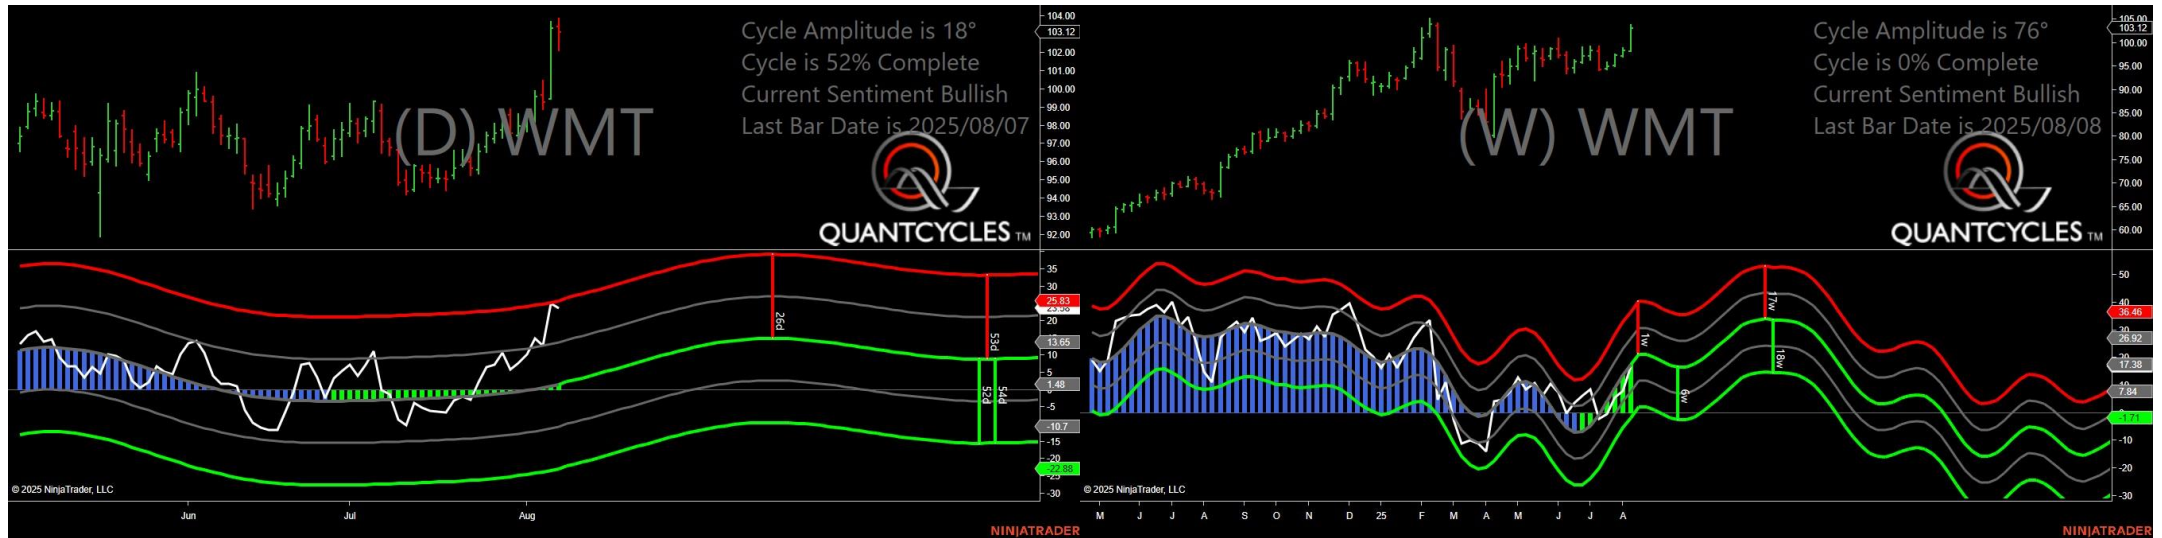 Cycle Amplitude is 18°
Cycle is 52% Complete
Current Sentiment Bullish
Last Bar Date is 2025/08/07
(D) WMT
QUANTCYCLES TM
104.00
103.12
102.00
101.00
100.00
99.00
98.00
97.00
96.00
95.00
94.00
93.00
92.00
26d
53d
52d
54d
35
30
25.83
20
13.65
10
5
1.48
-5
-10.7
-15
-20
-22.88
-25
-30
© 2025 NinjaTrader, LLC
Jun
Jul
Aug
NINJATRADER
Cycle Amplitude is 76°
Cycle is 0% Complete
Current Sentiment Bullish
Last Bar Date is 2025/08/08
(W) WMT
QUANTCYCLES TM
105.00
103.12
100.00
95.00
90.00
85.00
80.00
75.00
70.00
65.00
60.00
1w
6w
17w
18w
50
40
36.46
30
26.92
20
17.38
10
7.84
-1.71
-10
-20
-30
© 2025 NinjaTrader, LLC
M
J
J
A
S
O
N
D
25
F
M
A
M
J
J
A
NINJATRADER